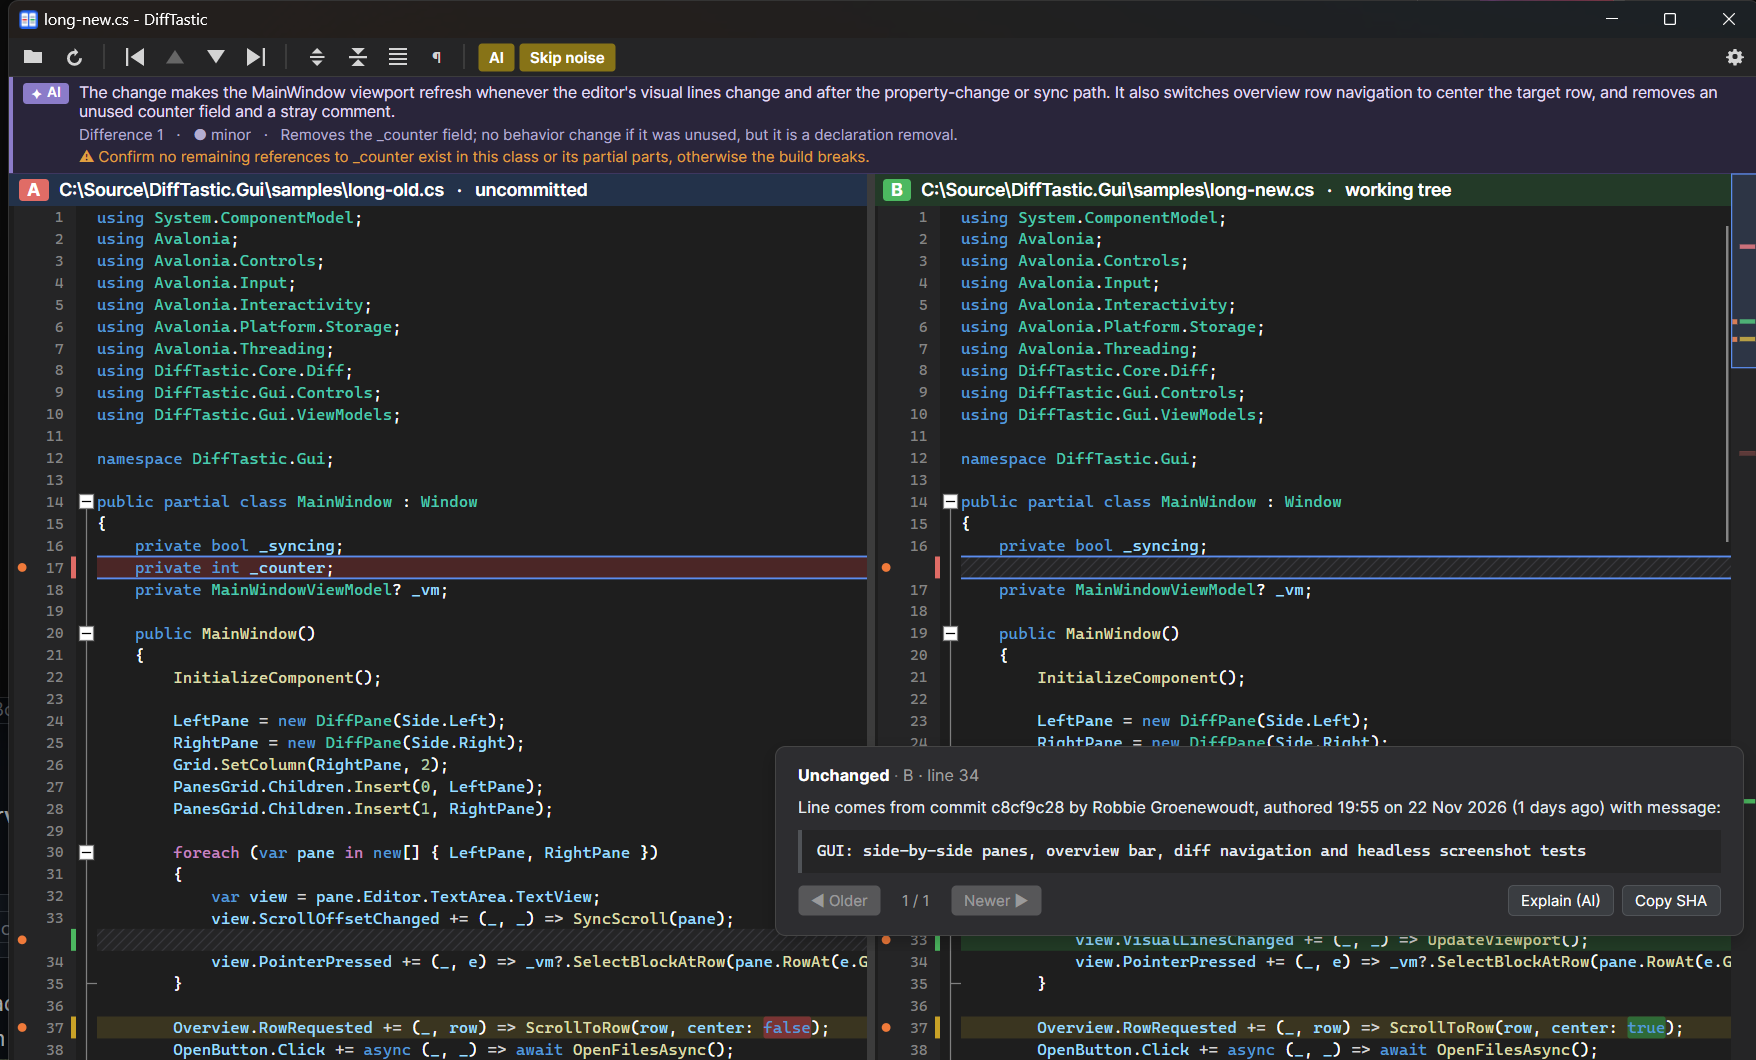 long-new.cs - DiffTastic
¶
AI
Skip noise
AI
The change makes the MainWindow viewport refresh whenever the editor's visual lines change and after the property-change or sync path. It also switches overview row navigation to center the target row, and removes an
unused counter field and a stray comment.
Difference 1 · minor · Removes the _counter field; no behavior change if it was unused, but it is a declaration removal.
Confirm no remaining references to _counter exist in this class or its partial parts, otherwise the build breaks.
A C:\Source\DiffTastic.Gui\samples\long-old.cs · uncommitted
1 using System.ComponentModel;
2 using Avalonia;
3 using Avalonia.Controls;
4 using Avalonia.Input;
5 using Avalonia.Interactivity;
6 using Avalonia.Platform.Storage;
7 using Avalonia.Threading;
8 using DiffTastic.Core.Diff;
9 using DiffTastic.Gui.Controls;
10 using DiffTastic.Gui.ViewModels;
11
12 namespace DiffTastic.Gui;
13
14 public partial class MainWindow : Window
15 {
16 private bool _syncing;
17 private int _counter;
18 private MainWindowViewModel? _vm;
19
20 public MainWindow()
21 {
22 InitializeComponent();
23
24 LeftPane = new DiffPane(Side.Left);
25 RightPane = new DiffPane(Side.Right);
26 Grid.SetColumn(RightPane, 2);
27 PanesGrid.Children.Insert(0, LeftPane);
28 PanesGrid.Children.Insert(1, RightPane);
29
30 foreach (var pane in new[] { LeftPane, RightPane })
31 {
32 var view = pane.Editor.TextArea.TextView;
33 view.ScrollOffsetChanged += (_, _) => SyncScroll(pane);
34 view.PointerPressed += (_, e) => _vm?.SelectBlockAtRow(pane.RowAt(e.G
35 }
36
37 Overview.RowRequested += (_, row) => ScrollToRow(row, center: false);
38 OpenButton.Click += async (_, _) => await OpenFilesAsync();
B C:\Source\DiffTastic.Gui\samples\long-new.cs · working tree
1 using System.ComponentModel;
2 using Avalonia;
3 using Avalonia.Controls;
4 using Avalonia.Input;
5 using Avalonia.Interactivity;
6 using Avalonia.Platform.Storage;
7 using Avalonia.Threading;
8 using DiffTastic.Core.Diff;
9 using DiffTastic.Gui.Controls;
10 using DiffTastic.Gui.ViewModels;
11
12 namespace DiffTastic.Gui;
13
14 public partial class MainWindow : Window
15 {
16 private bool _syncing;
17 private MainWindowViewModel? _vm;
18
19 public MainWindow()
20 {
21 InitializeComponent();
22
23 LeftPane = new DiffPane(Side.Left);
24 RightPane = new DiffPane(Side.Right);
Unchanged · B · line 34
Line comes from commit c8cf9c28 by Robbie Groenewoudt, authored 19:55 on 22 Nov 2026 (1 days ago) with message:
GUI: side-by-side panes, overview bar, diff navigation and headless screenshot tests
Older
1 / 1
Newer
Explain (AI)
Copy SHA
33 view.VisualLinesChanged += (_, _) => UpdateViewport();
34 view.PointerPressed += (_, e) => _vm?.SelectBlockAtRow(pane.RowAt(e.G
35 }
36
37 Overview.RowRequested += (_, row) => ScrollToRow(row, center: true);
38 OpenButton.Click += async (_, _) => await OpenFilesAsync();